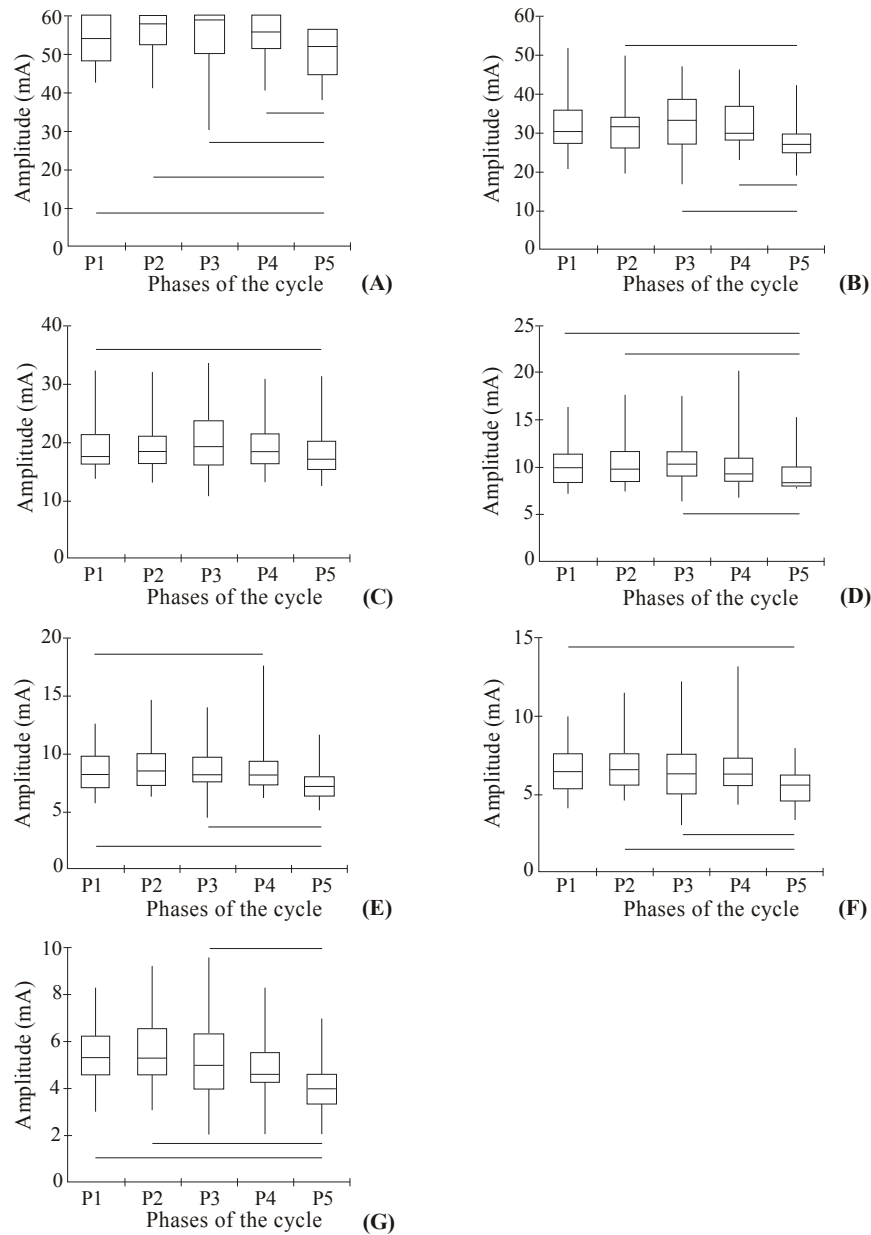 Amplitude (mA)
60
50
40
30
20
10
0
P1 P2 P3 P4 P5
Phases of the cycle (A)
Amplitude (mA)
60
50
40
30
20
10
0
P1 P2 P3 P4 P5
Phases of the cycle (B)
Amplitude (mA)
40
30
20
10
0
P1 P2 P3 P4 P5
Phases of the cycle (C)
Amplitude (mA)
25
20
15
10
5
0
P1 P2 P3 P4 P5
Phases of the cycle (D)
Amplitude (mA)
20
15
10
5
0
P1 P2 P3 P4 P5
Phases of the cycle (E)
Amplitude (mA)
15
10
5
0
P1 P2 P3 P4 P5
Phases of the cycle (F)
Amplitude (mA)
10
8
6
4
2
0
P1 P2 P3 P4 P5
Phases of the cycle (G)